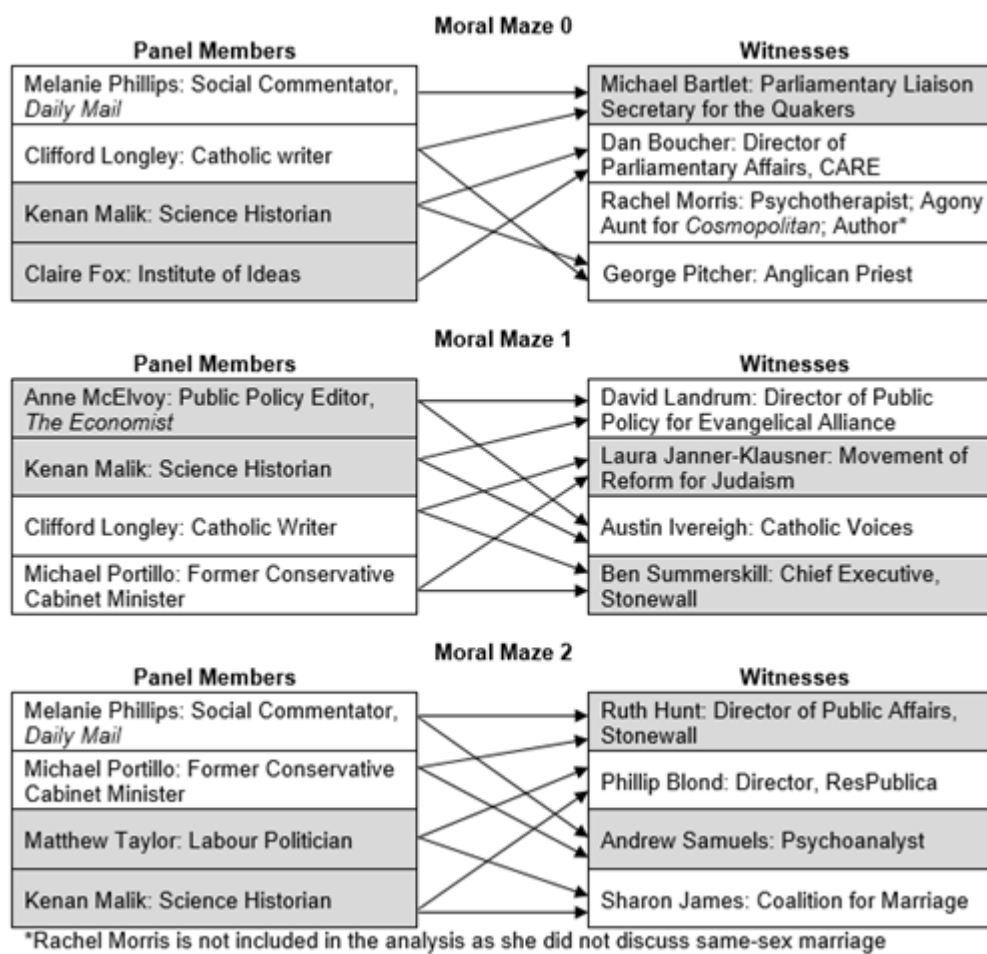 Moral Maze 0
Panel Members
Witnesses
Melanie Phillips: Social Commentator,
Daily Mail
Clifford Longley: Catholic writer
Kenan Malik: Science Historian
Claire Fox: Institute of Ideas
Michael Bartlet: Parliamentary Liaison
Secretary for the Quakers
Dan Boucher: Director of
Parliamentary Affairs, CARE
Rachel Morris: Psychotherapist; Agony
Aunt for Cosmopolitan; Author*
George Pitcher: Anglican Priest
Moral Maze 1
Panel Members
Witnesses
Anne McElvoy: Public Policy Editor,
The Economist
Kenan Malik: Science Historian
Clifford Longley: Catholic Writer
Michael Portillo: Former Conservative
Cabinet Minister
David Landrum: Director of Public
Policy for Evangelical Alliance
Laura Janner-Klausner: Movement of
Reform for Judaism
Austin Ivereigh: Catholic Voices
Ben Summerskill: Chief Executive,
Stonewall
Moral Maze 2
Panel Members
Witnesses
Melanie Phillips: Social Commentator,
Daily Mail
Michael Portillo: Former Conservative
Cabinet Minister
Matthew Taylor: Labour Politician
Kenan Malik: Science Historian
Ruth Hunt: Director of Public Affairs,
Stonewall
Phillip Blond: Director, ResPublica
Andrew Samuels: Psychoanalyst
Sharon James: Coalition for Marriage
*Rachel Morris is not included in the analysis as she did not discuss same-sex marriage